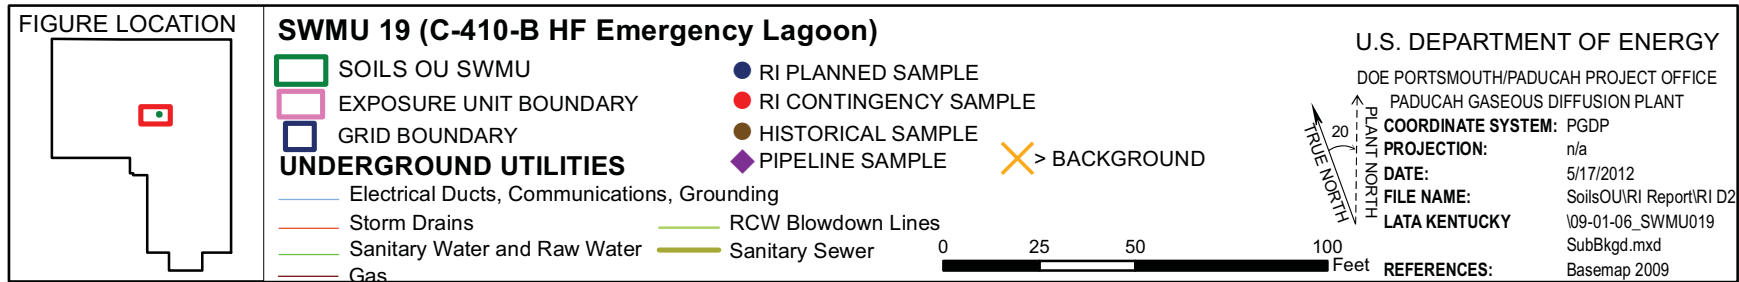 FIGURE LOCATION
SWMU 19 (C-410-B HF Emergency Lagoon)
SOILS OU SWMU
EXPOSURE UNIT BOUNDARY
GRID BOUNDARY
RI PLANNED SAMPLE
RI CONTINGENCY SAMPLE
HISTORICAL SAMPLE
PIPELINE SAMPLE
> BACKGROUND
UNDERGROUND UTILITIES
Electrical Ducts, Communications, Grounding
Storm Drains
Sanitary Water and Raw Water
Gas
RCW Blowdown Lines
Sanitary Sewer
0 25 50 100
Feet
TRUE NORTH
20
PLANT NORTH
U.S. DEPARTMENT OF ENERGY
DOE PORTSMOUTH/PADUCAH PROJECT OFFICE
PADUCAH GASEOUS DIFFUSION PLANT
COORDINATE SYSTEM: PGDP
PROJECTION: n/a
DATE: 5/17/2012
FILE NAME: SoilsOU\RI Report\RI D2
LATA KENTUCKY \09-01-06_SWMU019
SubBkgd.mxd
REFERENCES: Basemap 2009